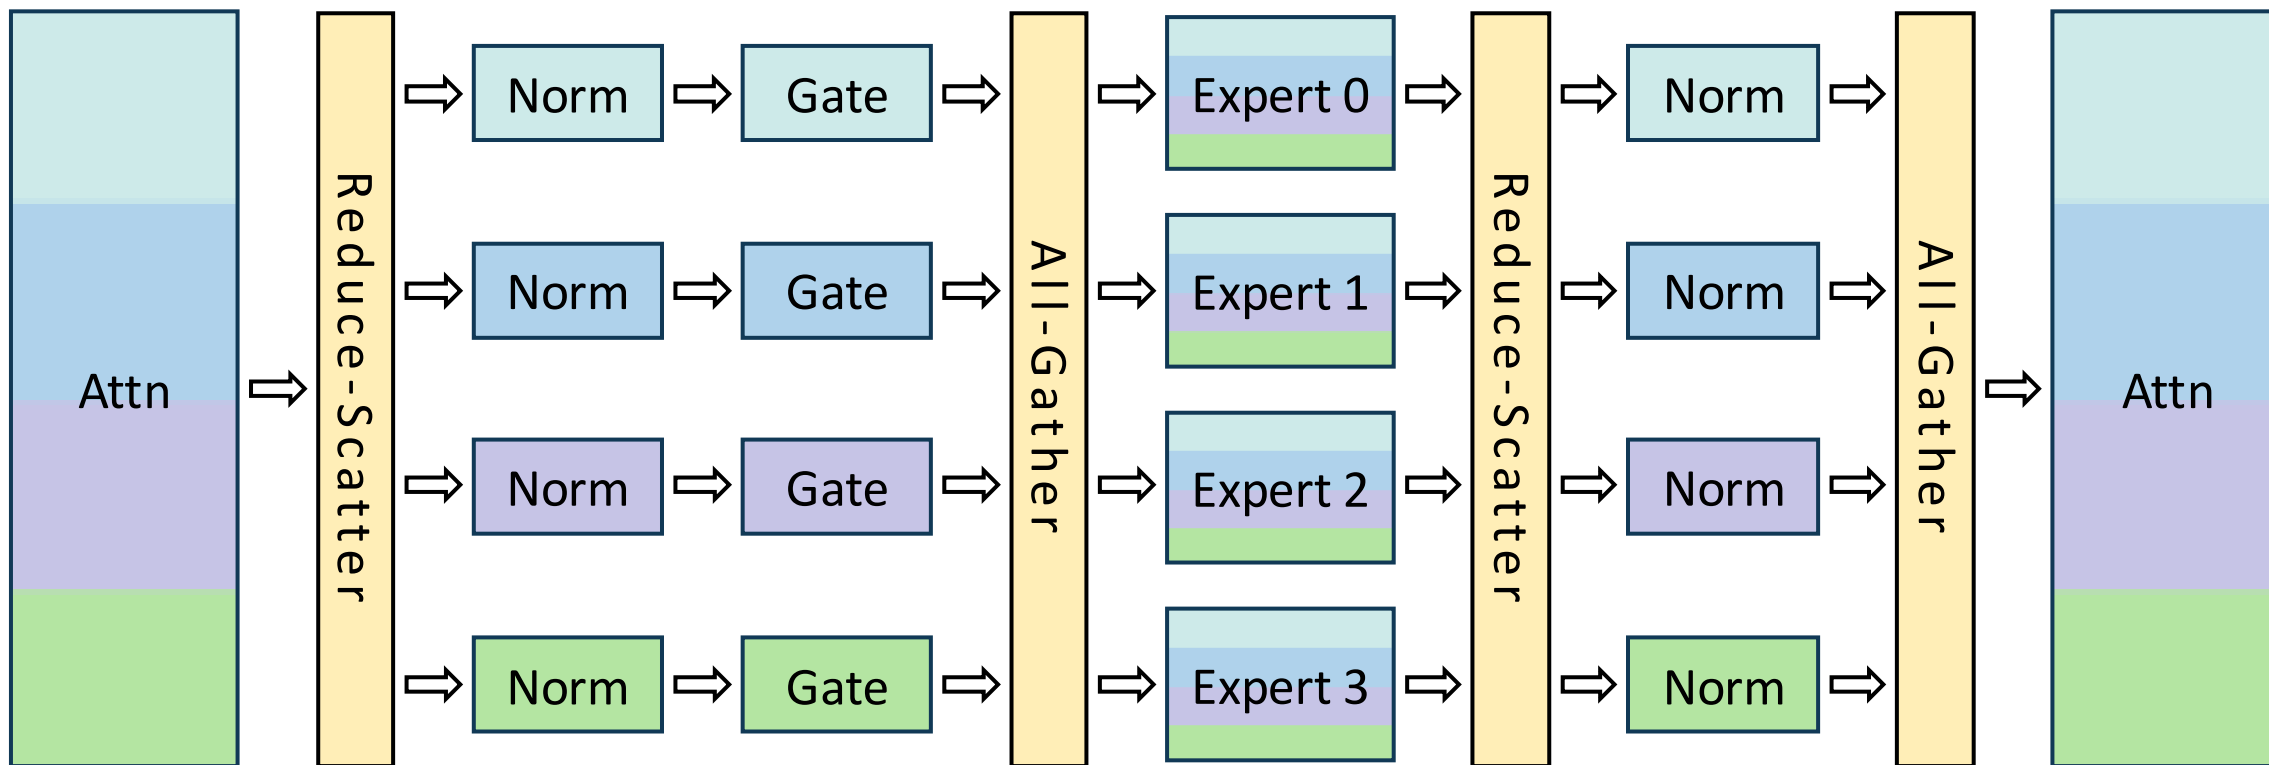 Attn
Reduce-Scatter
Norm
Gate
Norm
Gate
Norm
Gate
Norm
Gate
All-Gather
Expert 0
Expert 1
Expert 2
Expert 3
Reduce-Scatter
Norm
Norm
Norm
Norm
All-Gather
Attn